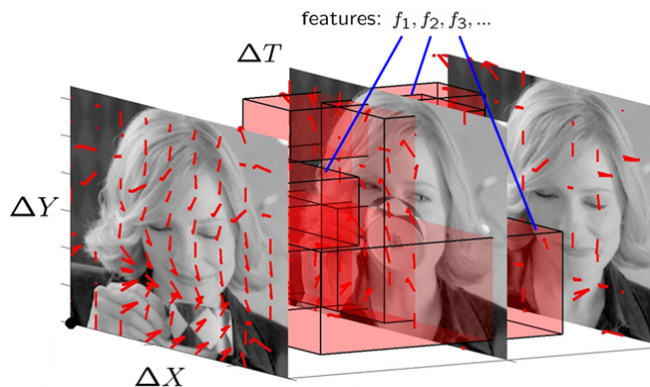 features: f₁, f₂, f₃, ...
ΔT
ΔY
ΔX